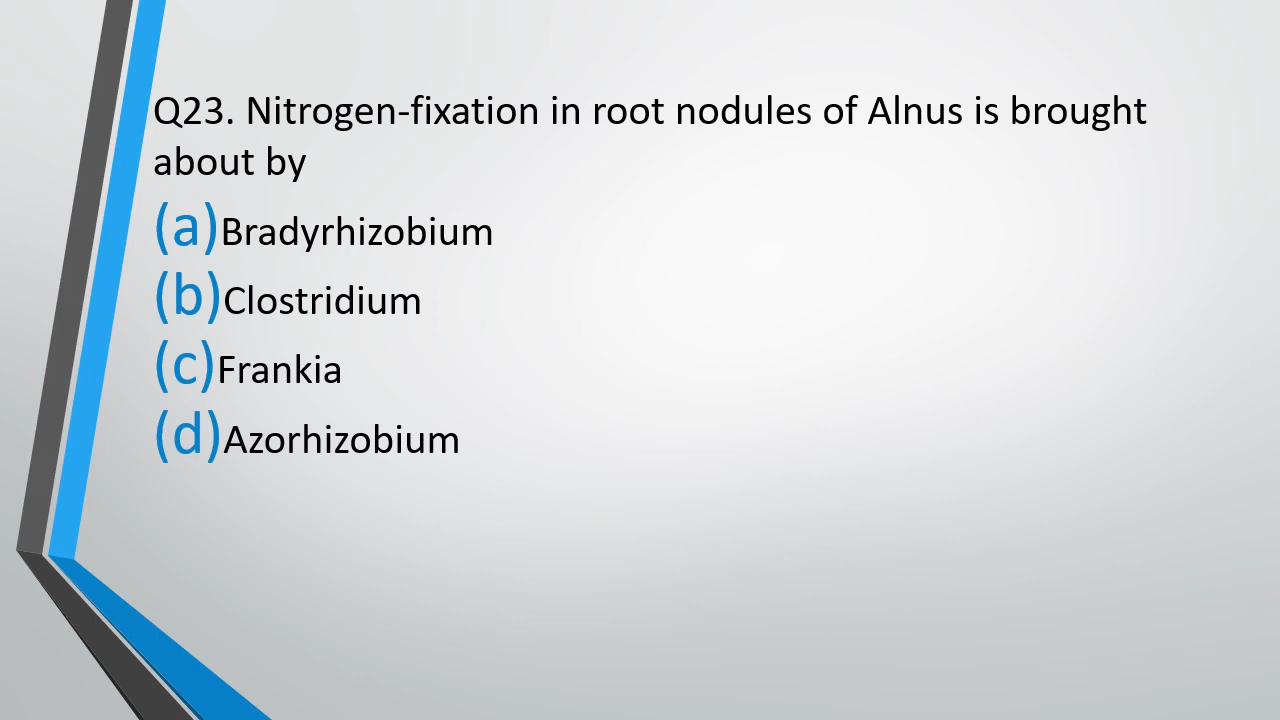 Q23. Nitrogen-fixation in root nodules of Alnus is brought
about by
(a)Bradyrhizobium
(b)Clostridium
(c)Frankia
(d)Azorhizobium